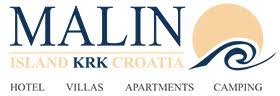 MALIN
ISLAND KRK CROATIA
HOTEL VILLAS APARTMENTS CAMPING